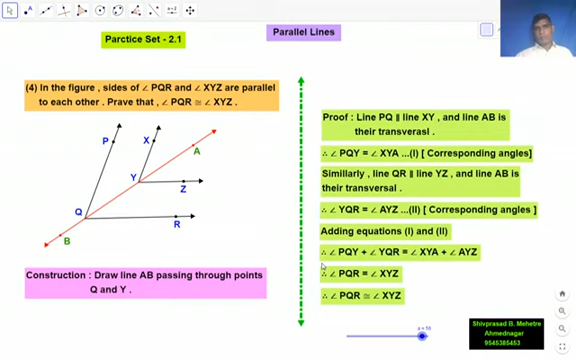 Parctice Set - 2.1
Parallel Lines
(4) In the figure , sides of ∠ PQR and ∠ XYZ are parallel
to each other . Prave that , ∠ PQR ≅ ∠ XYZ .
P
X
A
Y
Z
Q
R
B
Construction : Draw line AB passing through points
Q and Y .
Proof : Line PQ ∥ line XY , and line AB is
their transverasl .
∴ ∠ PQY = ∠ XYA ...(I) [ Corresponding angles]
Simillarly , line QR ∥ line YZ , and line AB is
their transversal .
∴ ∠ YQR = ∠ AYZ ...(II) [ Corresponding angles ]
Adding equations (I) and (II)
∴ ∠ PQY + ∠ YQR = ∠ XYA + ∠ AYZ
∴ ∠ PQR = ∠ XYZ
∴ ∠ PQR ≅ ∠ XYZ
Shivprasad B. Mehetre
Ahmednagar
9545385453